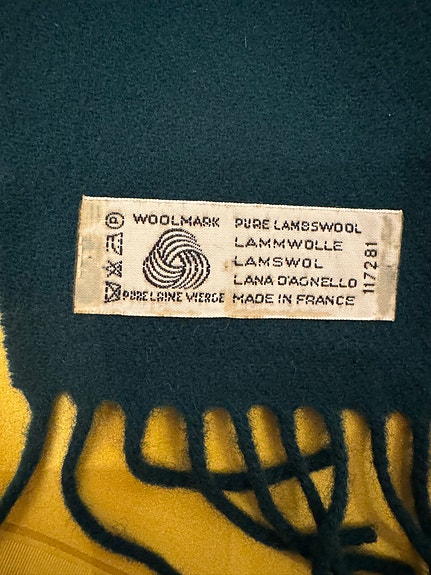 WOOLMARK
PURE LAINE VIERGE
PURE LAMBSWOOL
LAMMWOLLE
LAMSWOL
LANA D'AGNELLO
MADE IN FRANCE
117281
P